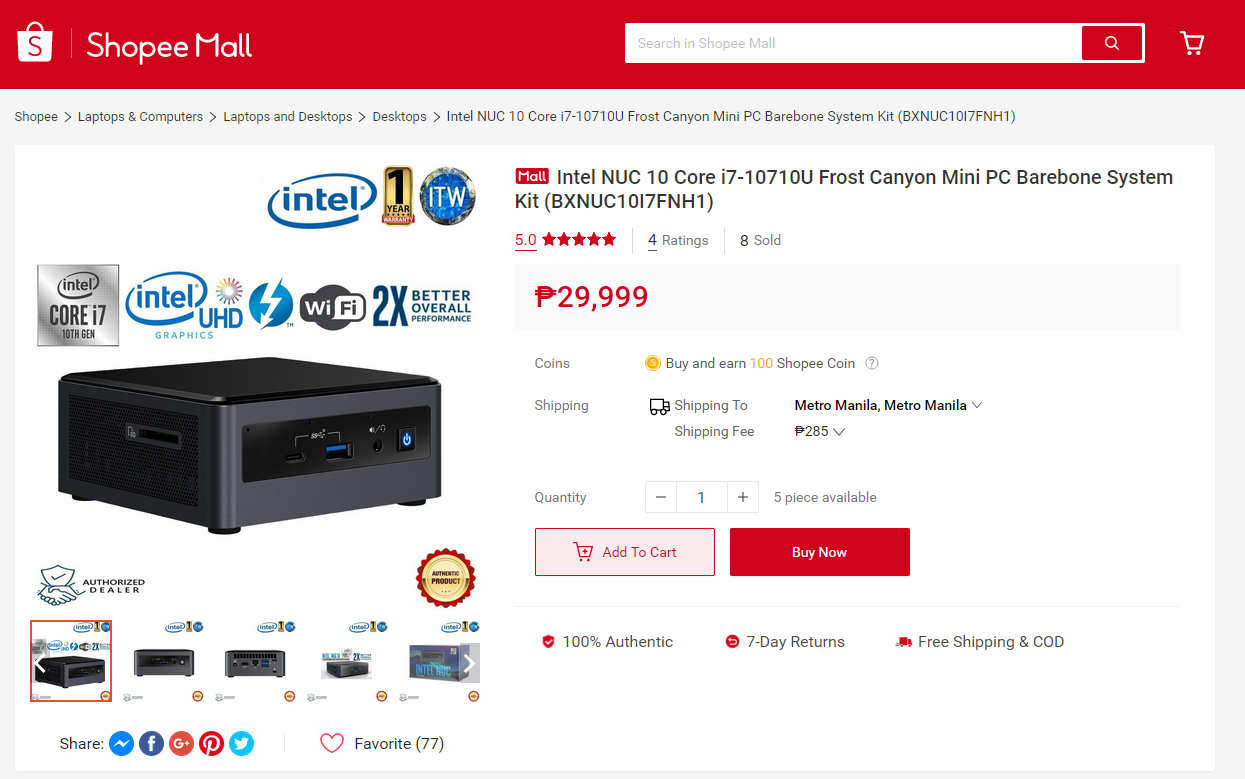 S Shopee Mall
Search in Shopee Mall
Shopee > Laptops & Computers > Laptops and Desktops > Desktops > Intel NUC 10 Core i7-10710U Frost Canyon Mini PC Barebone System Kit (BXNUC10I7FNH1)
intel 1 YEAR WARRANTY ITW
intel CORE i7 10TH GEN
intel UHD GRAPHICS
TM
WiFi
2X BETTER OVERALL PERFORMANCE
SS
AUTHORIZED DEALER
AUTHENTIC PRODUCT
INTEL NUC
Share:
Favorite (77)
Mall Intel NUC 10 Core i7-10710U Frost Canyon Mini PC Barebone System
Kit (BXNUC10I7FNH1)
5.0
4 Ratings
8 Sold
₱29,999
Coins
Buy and earn 100 Shopee Coin ?
Shipping
Shipping To Metro Manila, Metro Manila
Shipping Fee ₱285
Quantity
− 1 +
5 piece available
Add To Cart
Buy Now
100% Authentic
7-Day Returns
Free Shipping & COD